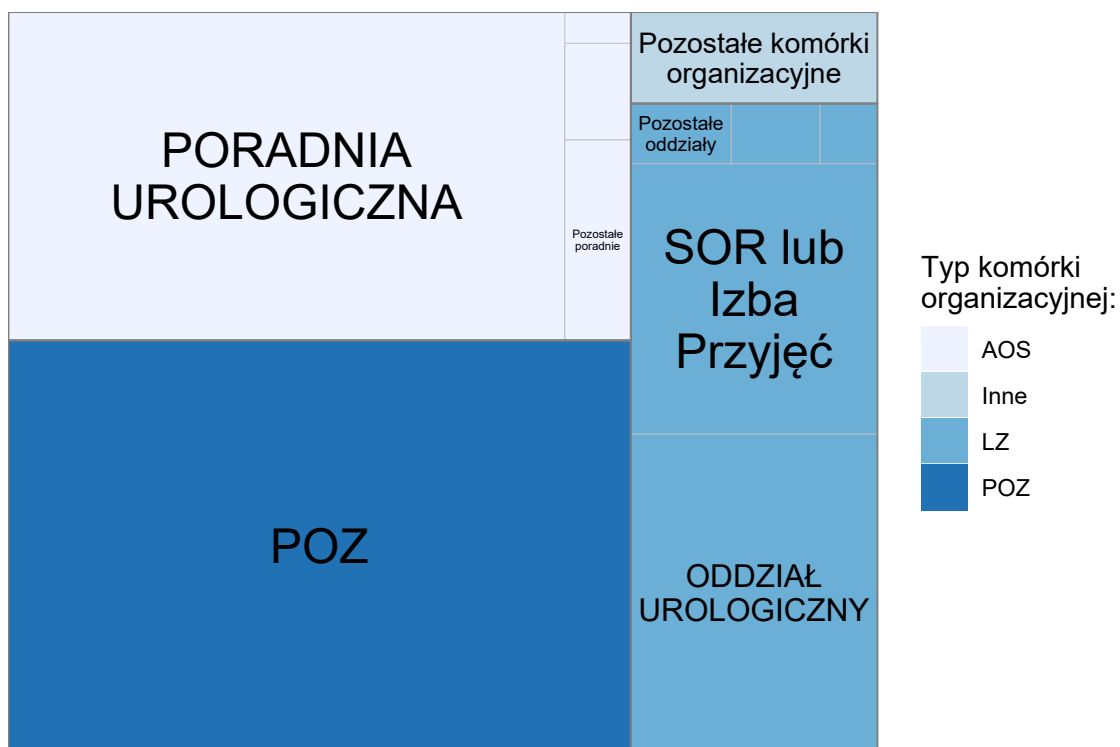 PORADNIA
UROLOGICZNA
Pozostałe
poradnie
POZ
Pozostałe komórki
organizacyjne
Pozostałe
oddziały
SOR lub
Izba
Przyjęć
ODDZIAŁ
UROLOGICZNY
Typ komórki
organizacyjnej:
AOS
Inne
LZ
POZ